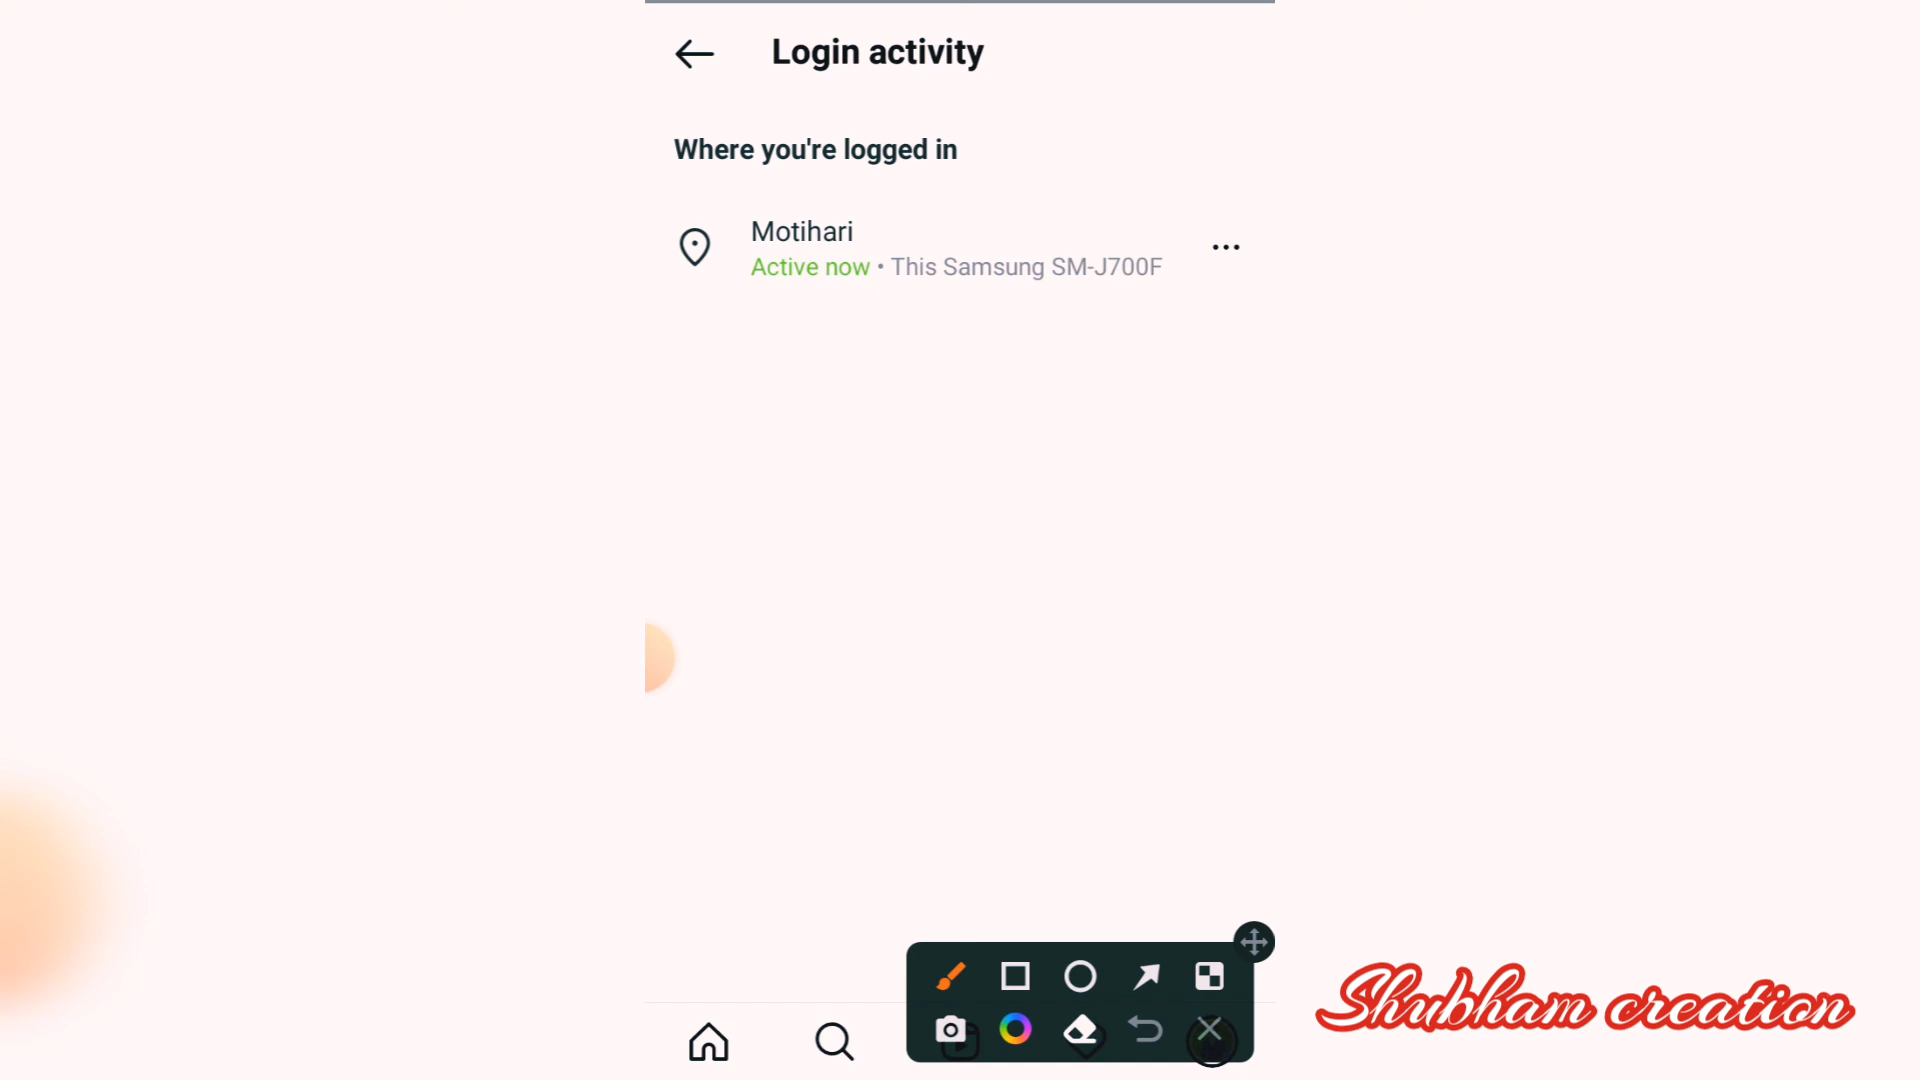 Login activity
Where you're logged in
Motihari
Active now • This Samsung SM-J700F
Shubham creation